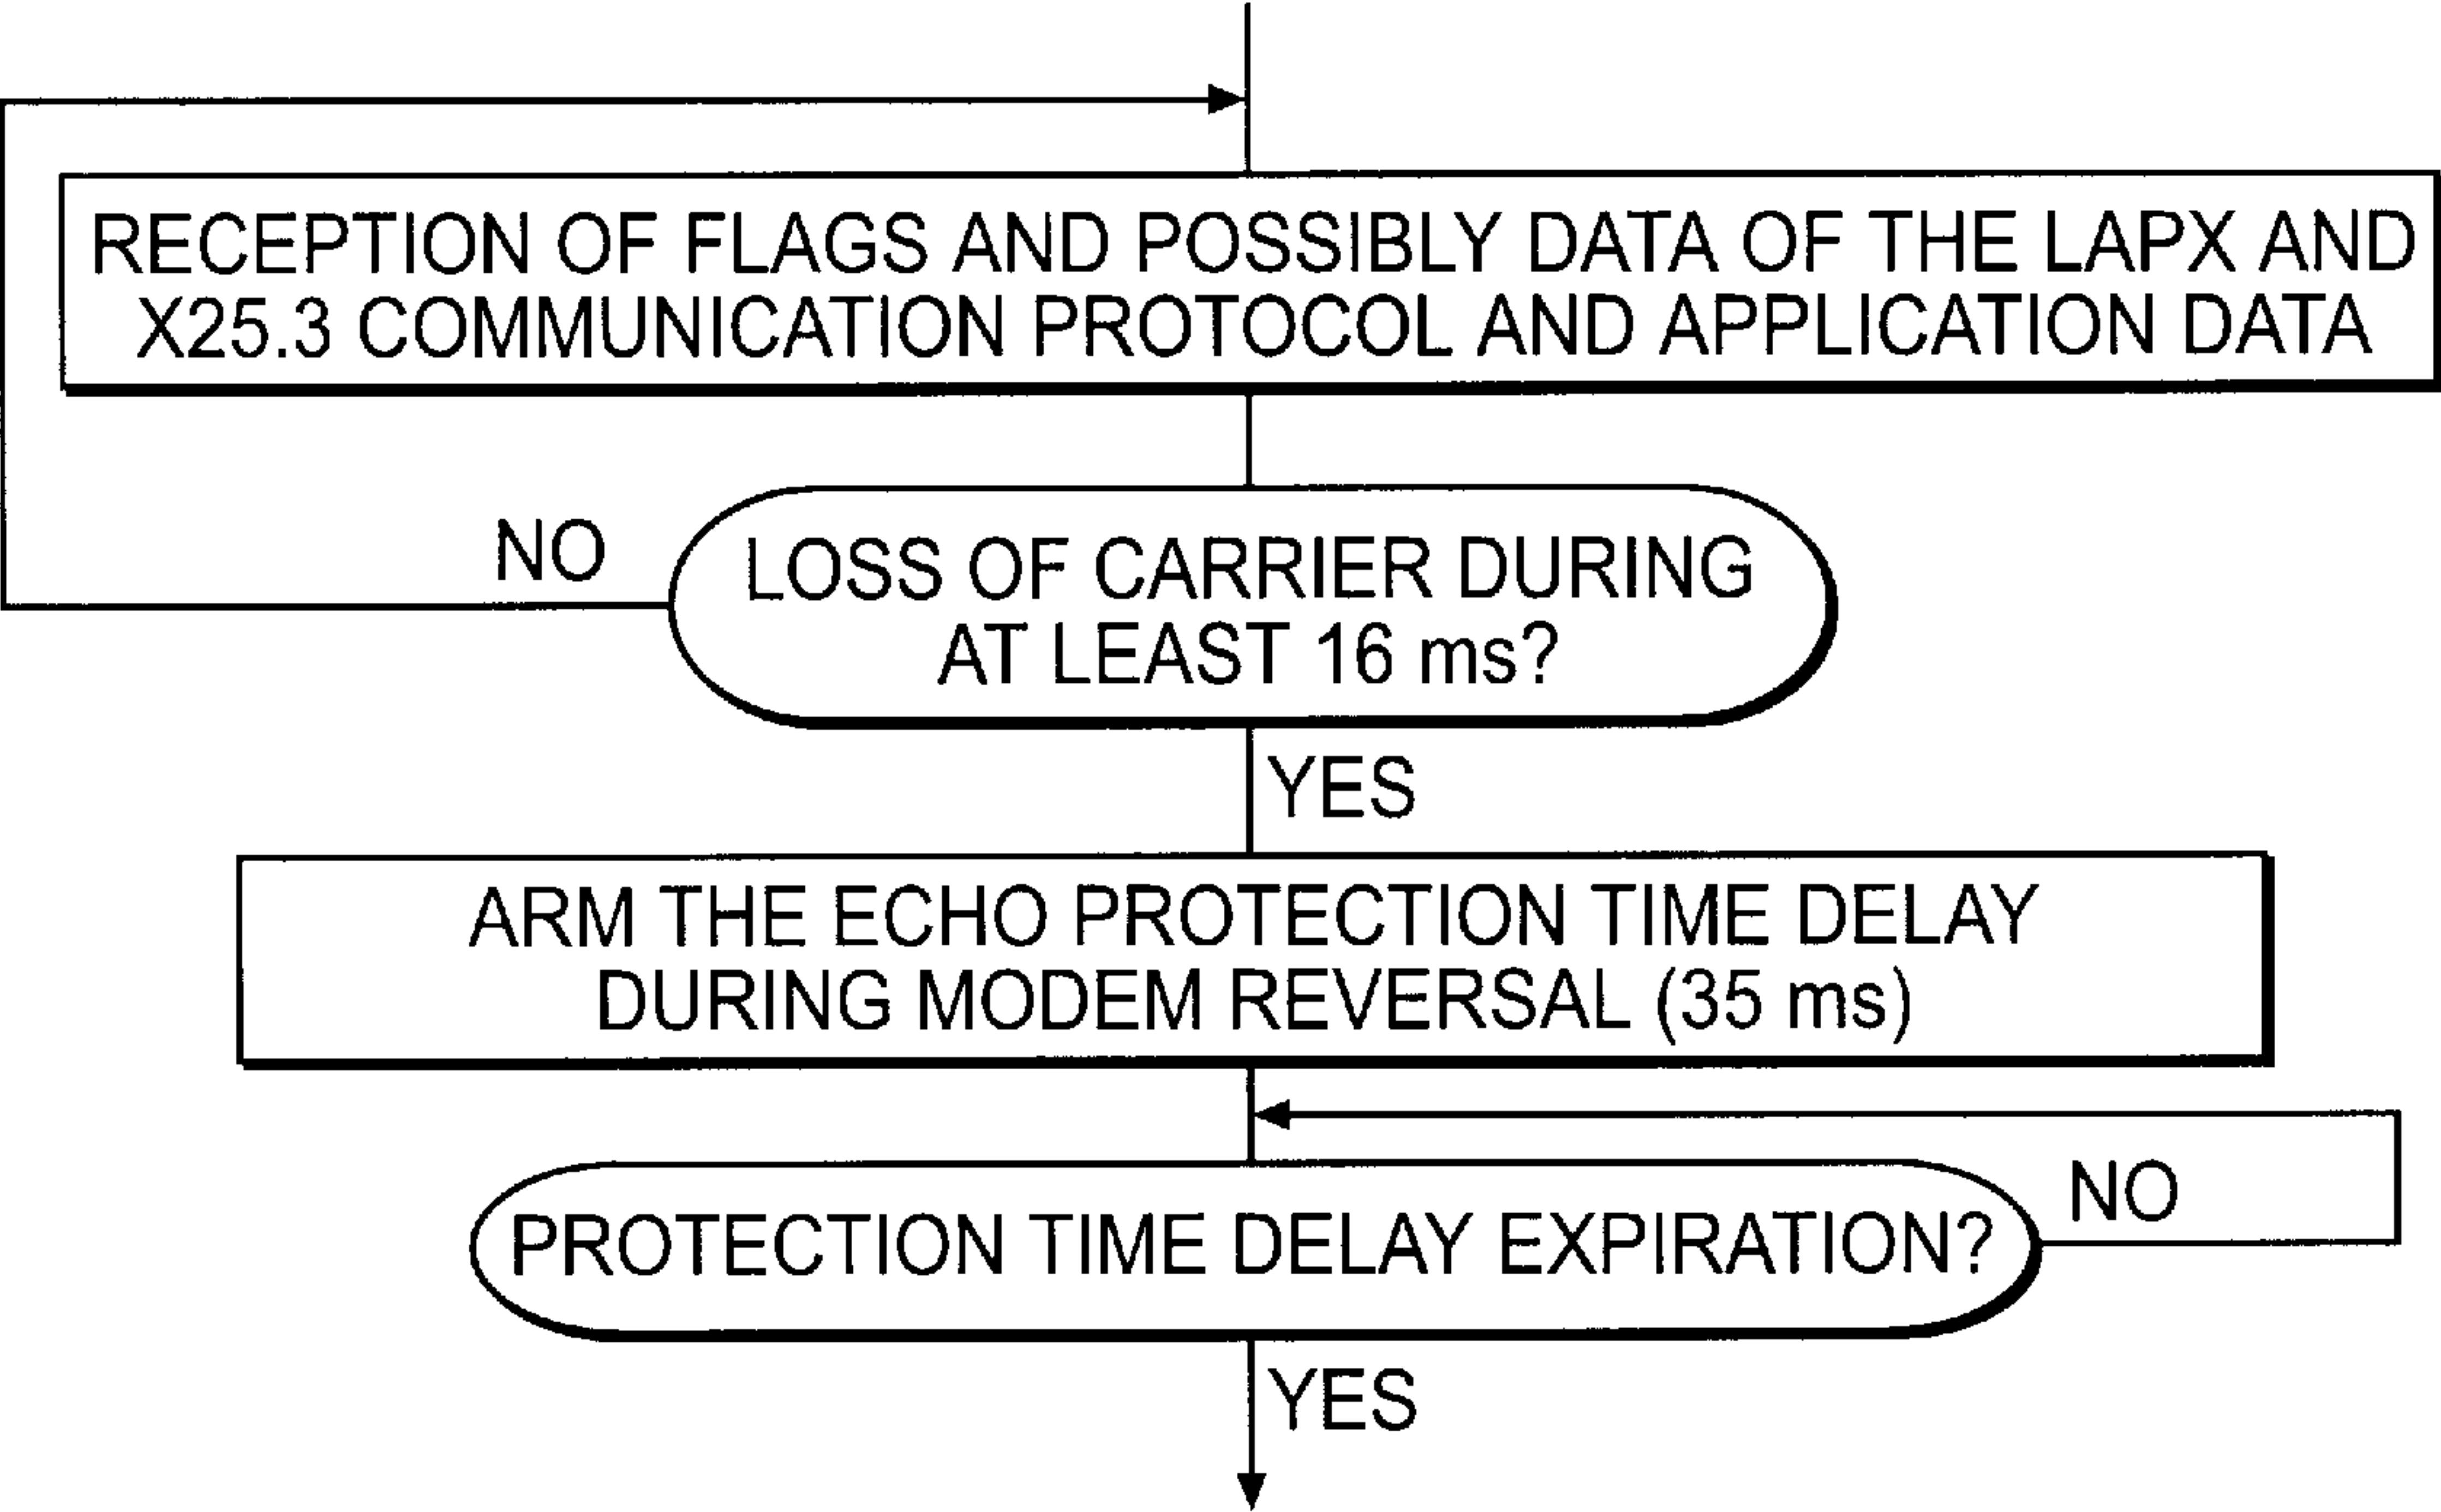 RECEPTION OF FLAGS AND POSSIBLY DATA OF THE LAPX AND
X25.3 COMMUNICATION PROTOCOL AND APPLICATION DATA
NO
LOSS OF CARRIER DURING
AT LEAST 16 ms?
YES
ARM THE ECHO PROTECTION TIME DELAY
DURING MODEM REVERSAL (35 ms)
NO
PROTECTION TIME DELAY EXPIRATION?
YES